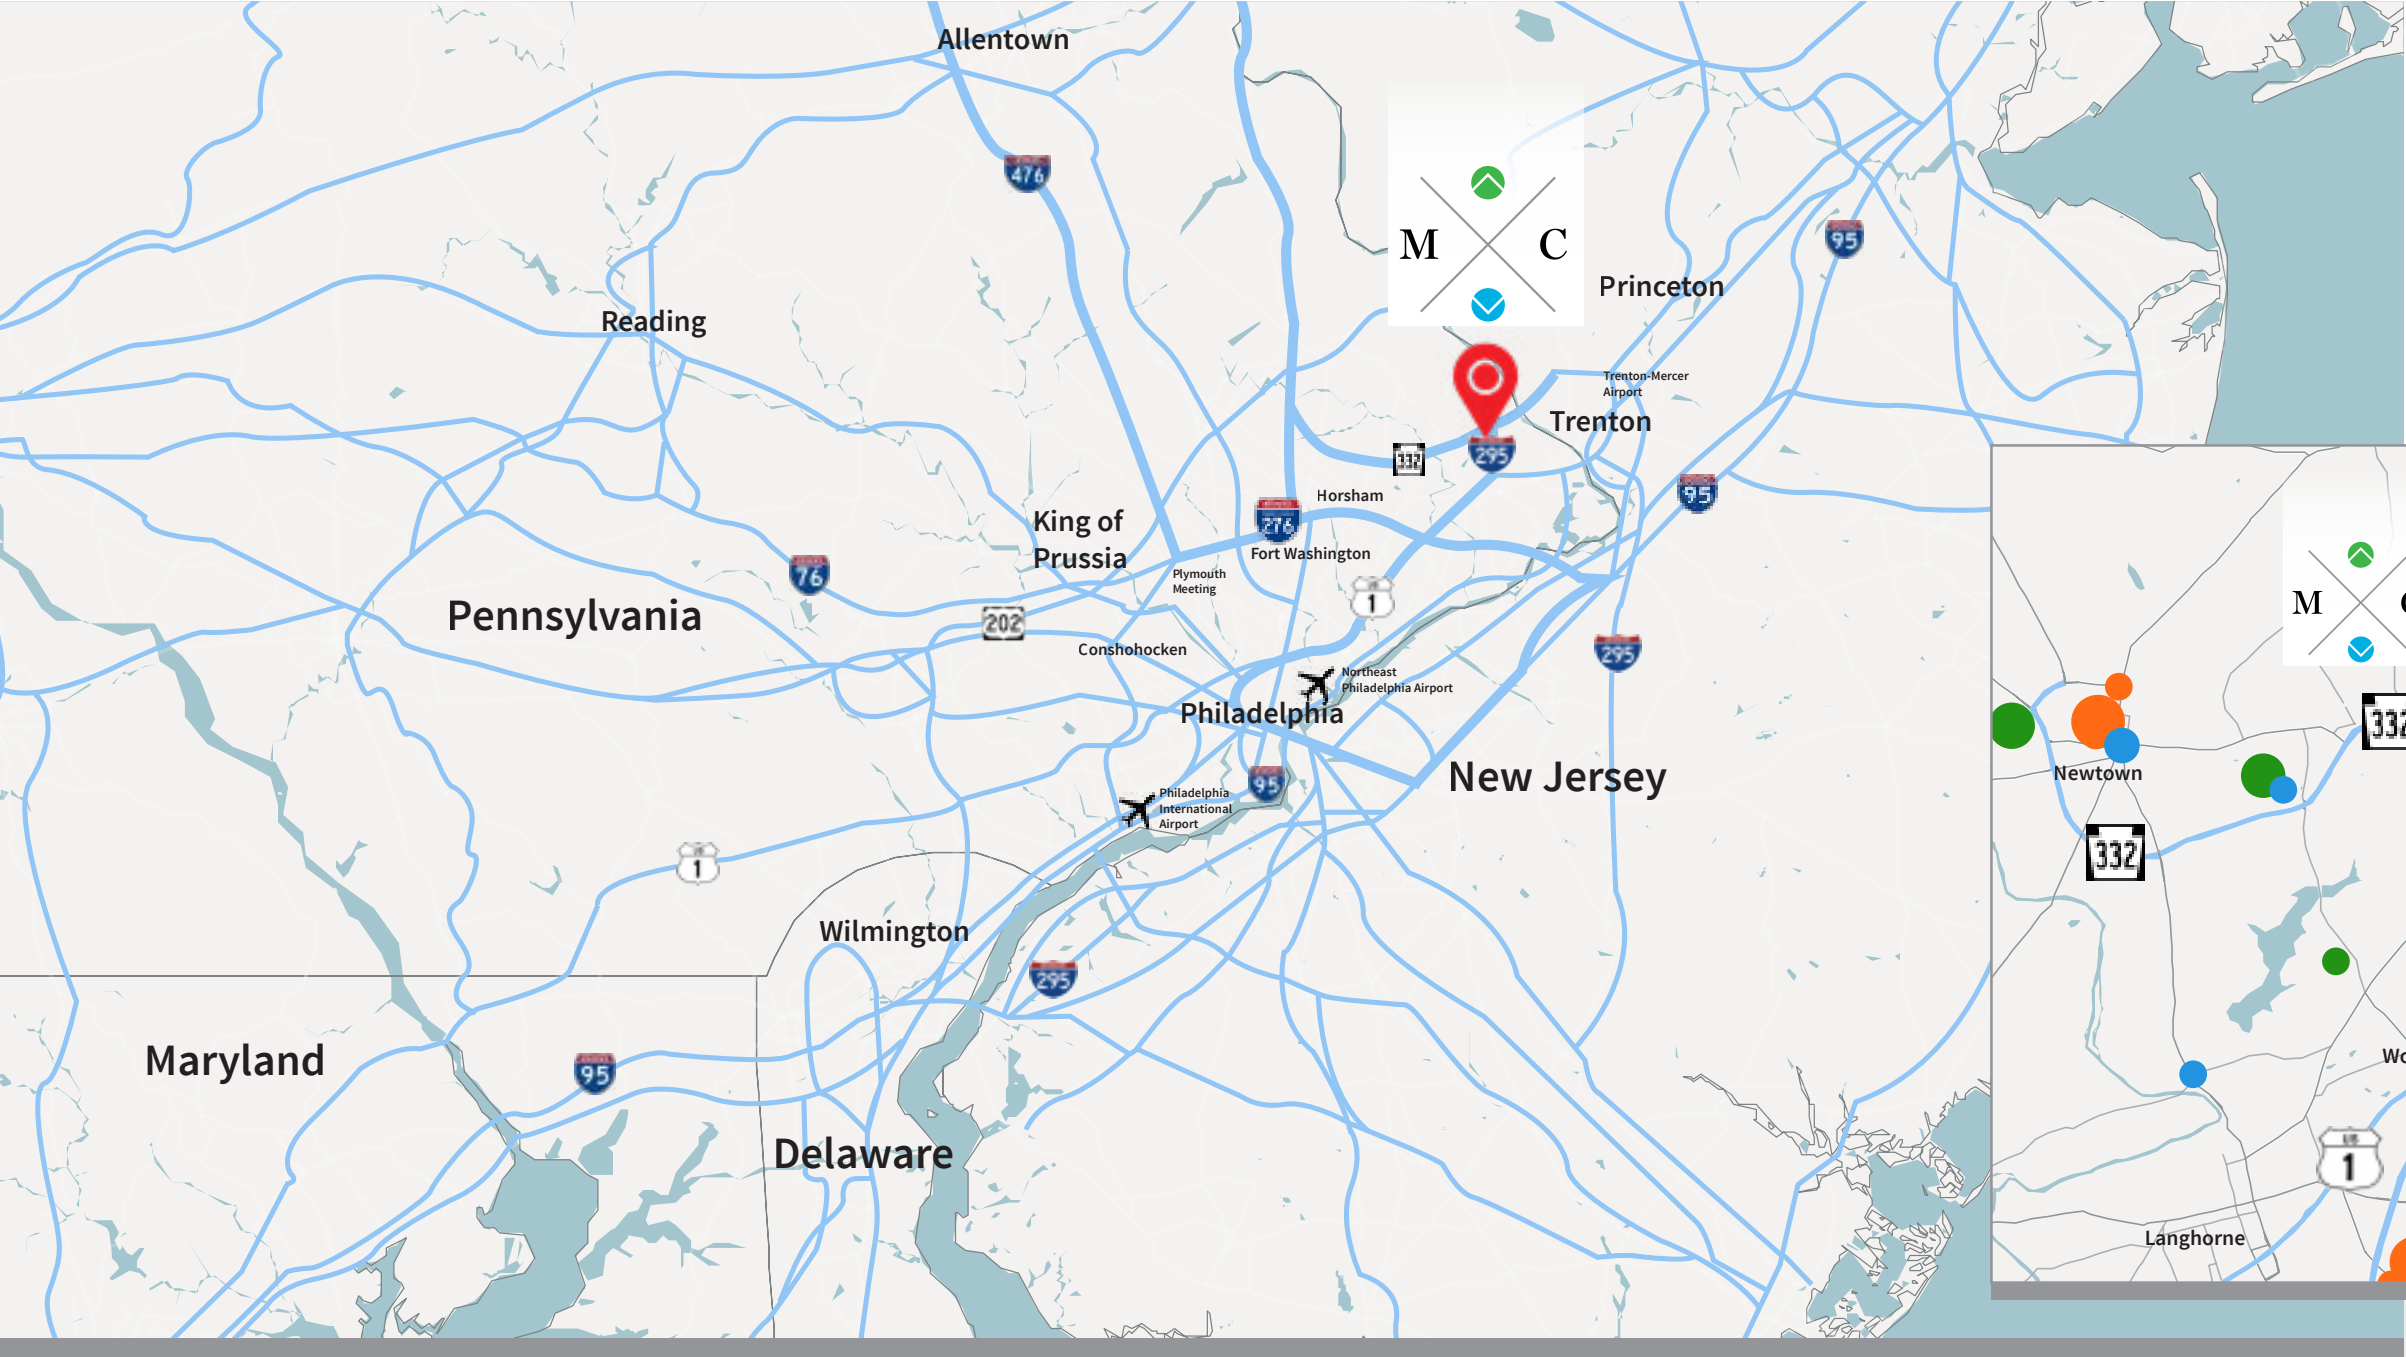 Allentown
476
M
C
95
Princeton
Reading
Trenton-Mercer
Airport
Trenton
332
295
Horsham
95
276
King of
Prussia
Fort Washington
Plymouth
Meeting
76
1
Pennsylvania
202
Conshohocken
295
Northeast
Philadelphia Airport
Philadelphia
New Jersey
95
Philadelphia
International
Airport
1
Wilmington
295
Maryland
95
Delaware
M
332
Newtown
332
1
Langhorne